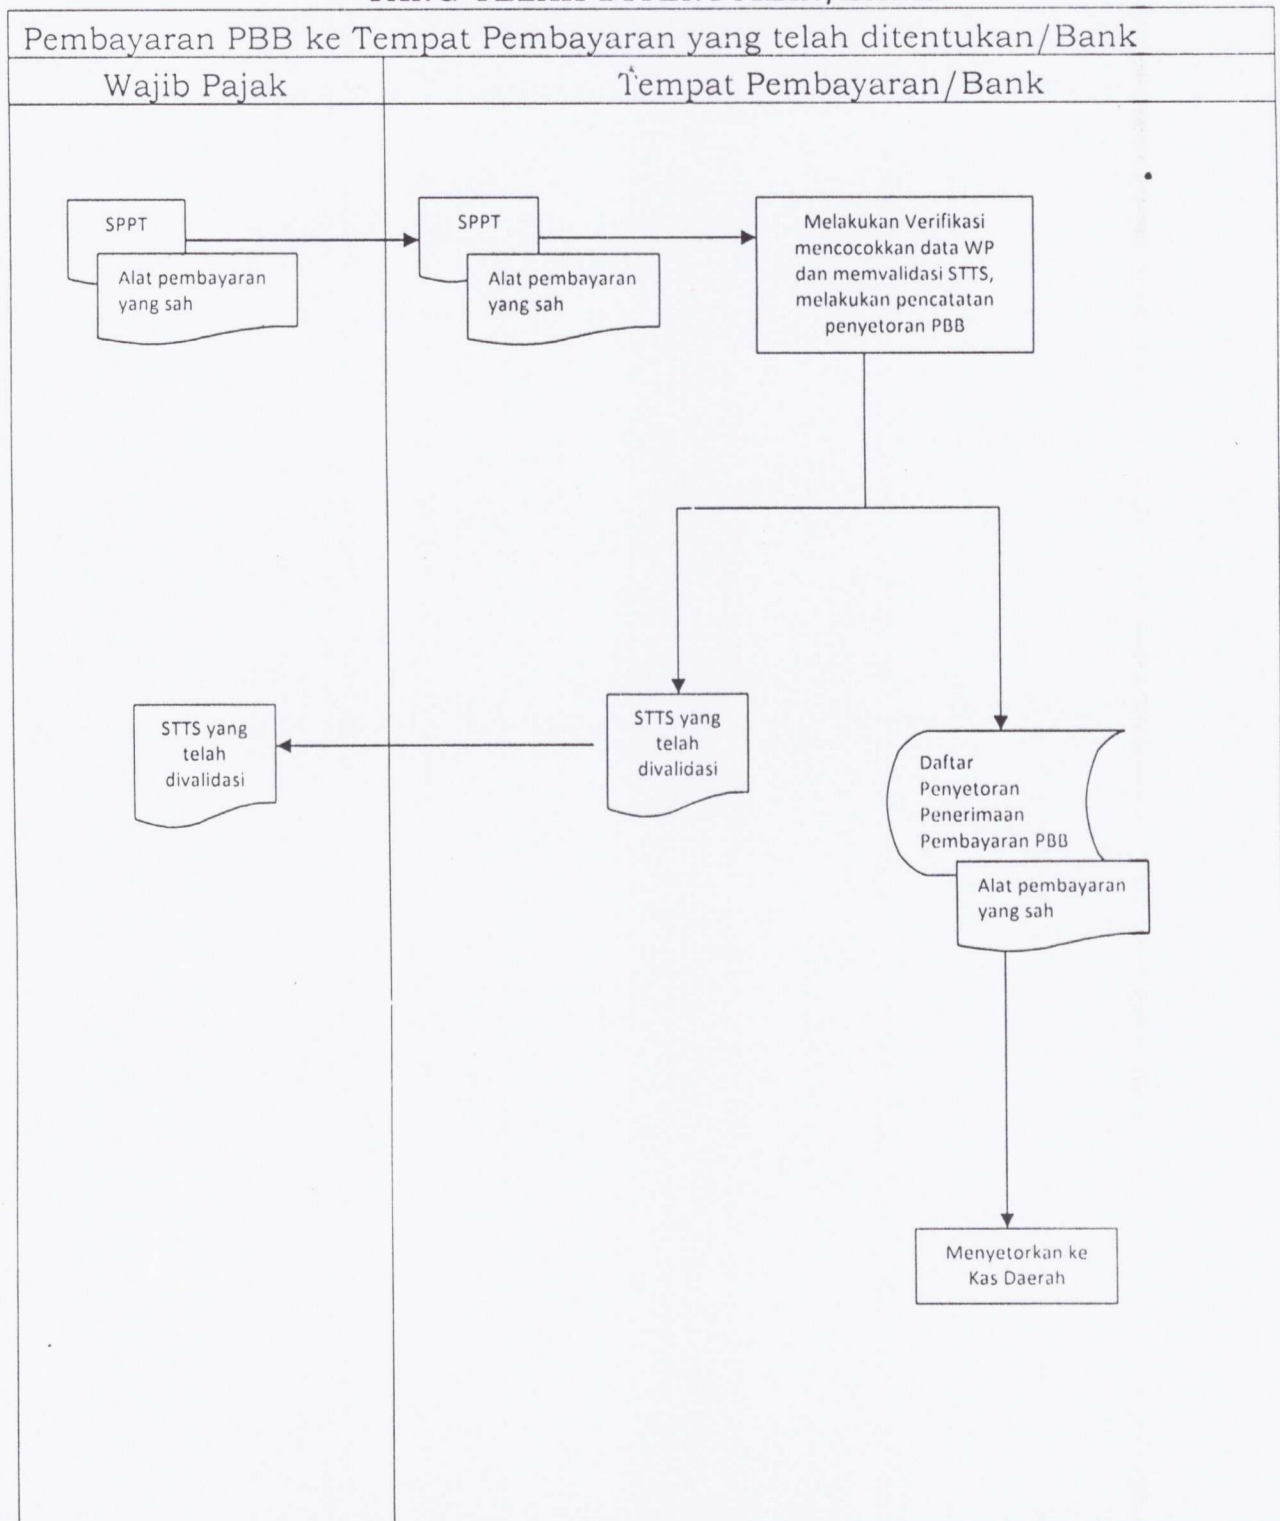 Pembayaran PBB ke Tempat Pembayaran yang telah ditentukan/Bank
Wajib Pajak
Tempat Pembayaran/Bank
SPPT
Alat pembayaran
yang sah
SPPT
Alat pembayaran
yang sah
Melakukan Verifikasi
mencocokkan data WP
dan memvalidasi STTS,
melakukan pencatatan
penyetoran PBB
STTS yang
telah
divalidasi
STTS yang
telah
divalidasi
Daftar
Penyetoran
Penerimaan
Pembayaran PBB
Alat pembayaran
yang sah
Menyetorkan ke
Kas Daerah